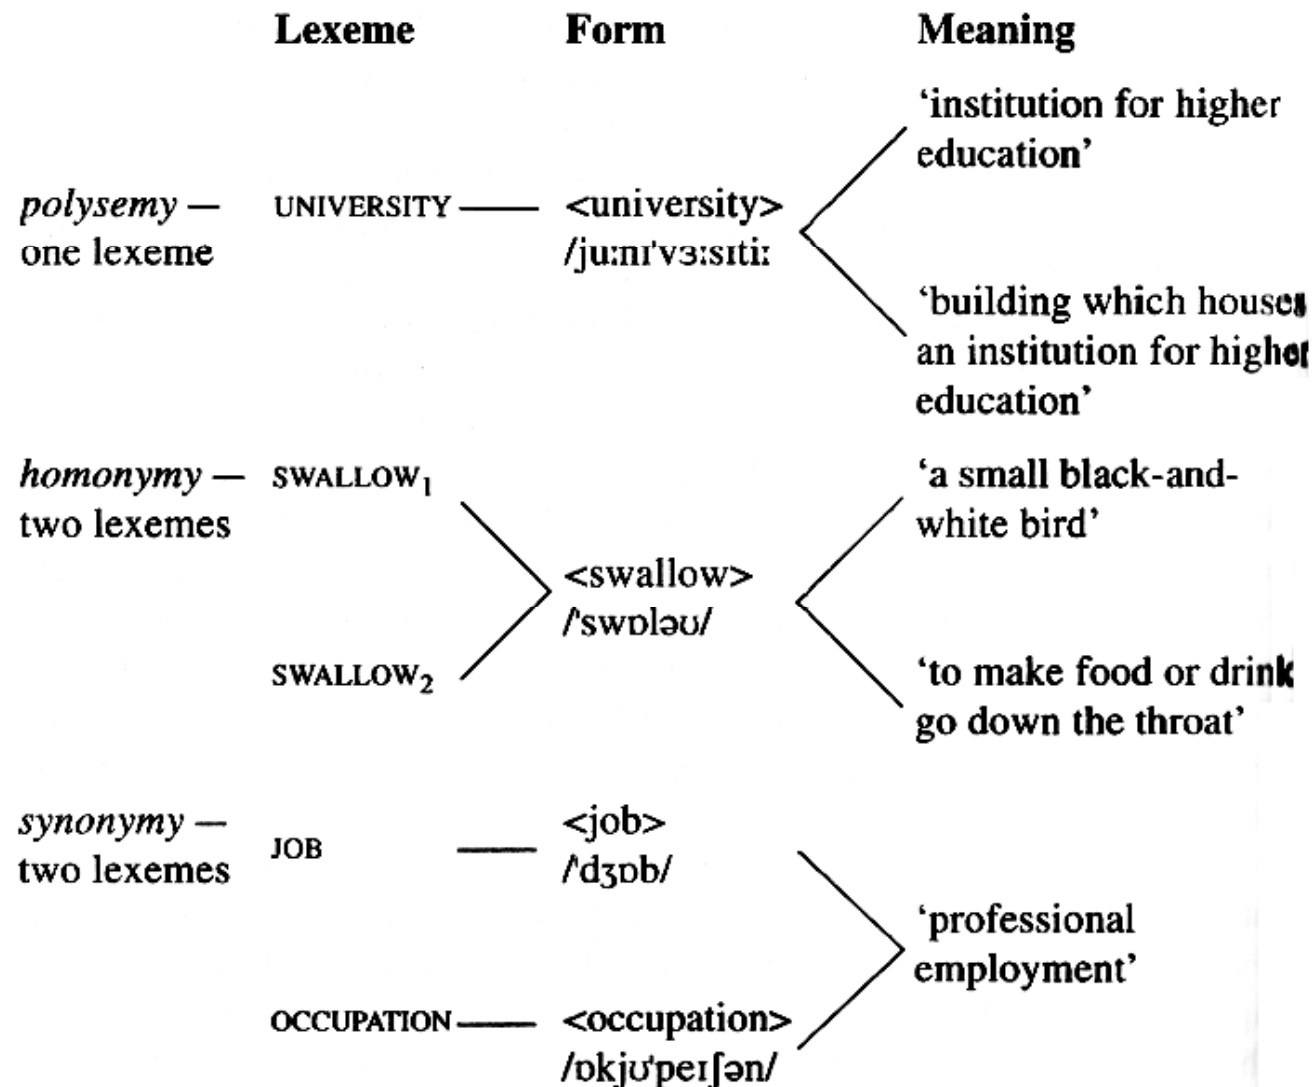 Lexeme Form Meaning
‘institution for higher
education’
polysemy — UNIVERSITY <university>
one lexeme /juːnɪˈvɜːsɪtiː
‘building which houses
an institution for higher
education’
homonymy — SWALLOW₁ ‘a small black-and-
two lexemes white bird’
<swallow>
/ˈswɒləʊ/
SWALLOW₂ ‘to make food or drink
go down the throat’
synonymy — JOB <job>
two lexemes /ˈdʒɒb/
‘professional
employment’
OCCUPATION <occupation>
/ɒkjʊˈpeɪʃən/